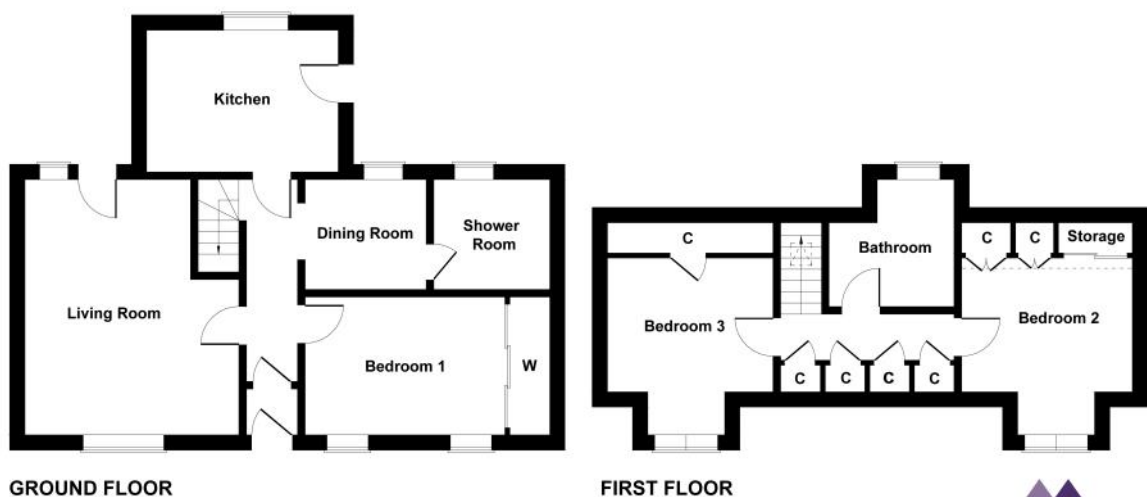 Kitchen
Dining Room
Shower
Room
Living Room
Bedroom 1
W
GROUND FLOOR
C
Bathroom
C
C
Storage
Bedroom 3
Bedroom 2
C
C
C
C
FIRST FLOOR